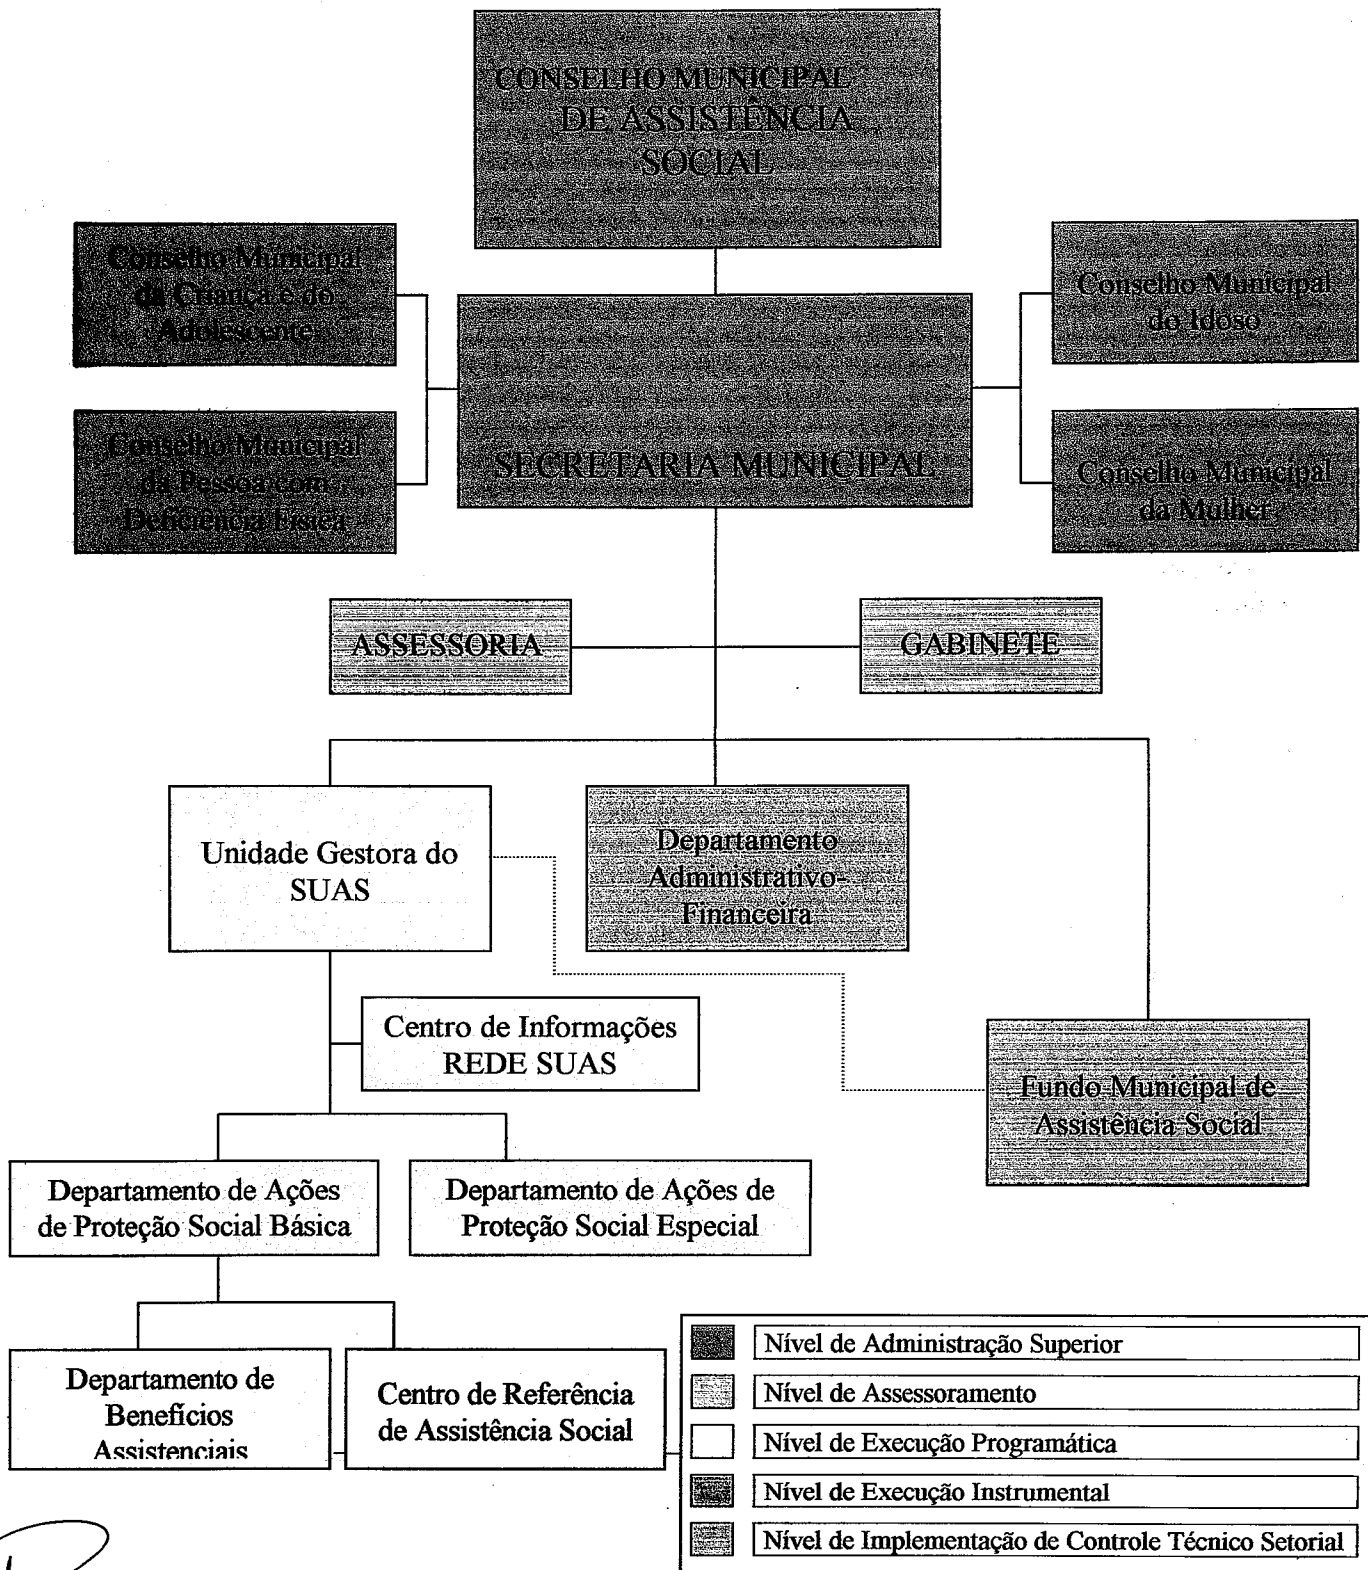 CONSELHO MUNICIPAL
DE ASSISTÊNCIA
SOCIAL
Conselho Municipal
da Criança e do
Adolescente
Conselho Municipal
do Idoso
SECRETARIA MUNICIPAL
Conselho Municipal
da Pessoa com
Deficiência Física
Conselho Municipal
da Mulher
ASSESSORIA
GABINETE
Unidade Gestora do
SUAS
Departamento
Administrativo-
Financeira
Centro de Informações
REDE SUAS
Fundo Municipal de
Assistência Social
Departamento de Ações
de Proteção Social Básica
Departamento de Ações de
Proteção Social Especial
Departamento de
Benefícios
Assistenciais
Centro de Referência
de Assistência Social
Nível de Administração Superior
Nível de Assessoramento
Nível de Execução Programática
Nível de Execução Instrumental
Nível de Implementação de Controle Técnico Setorial